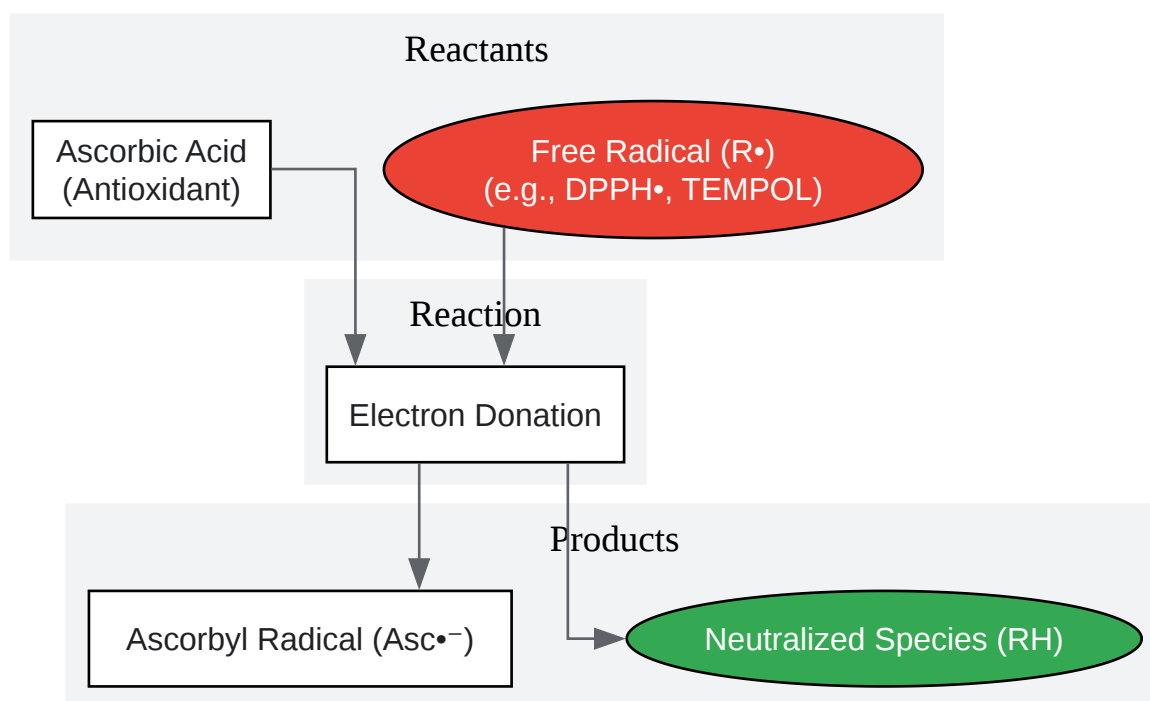 Reactants
Ascorbic Acid
(Antioxidant)
Free Radical (R•)
(e.g., DPPH•, TEMPOL)
Reaction
Electron Donation
Products
Ascorbyl Radical (Asc•⁻)
Neutralized Species (RH)